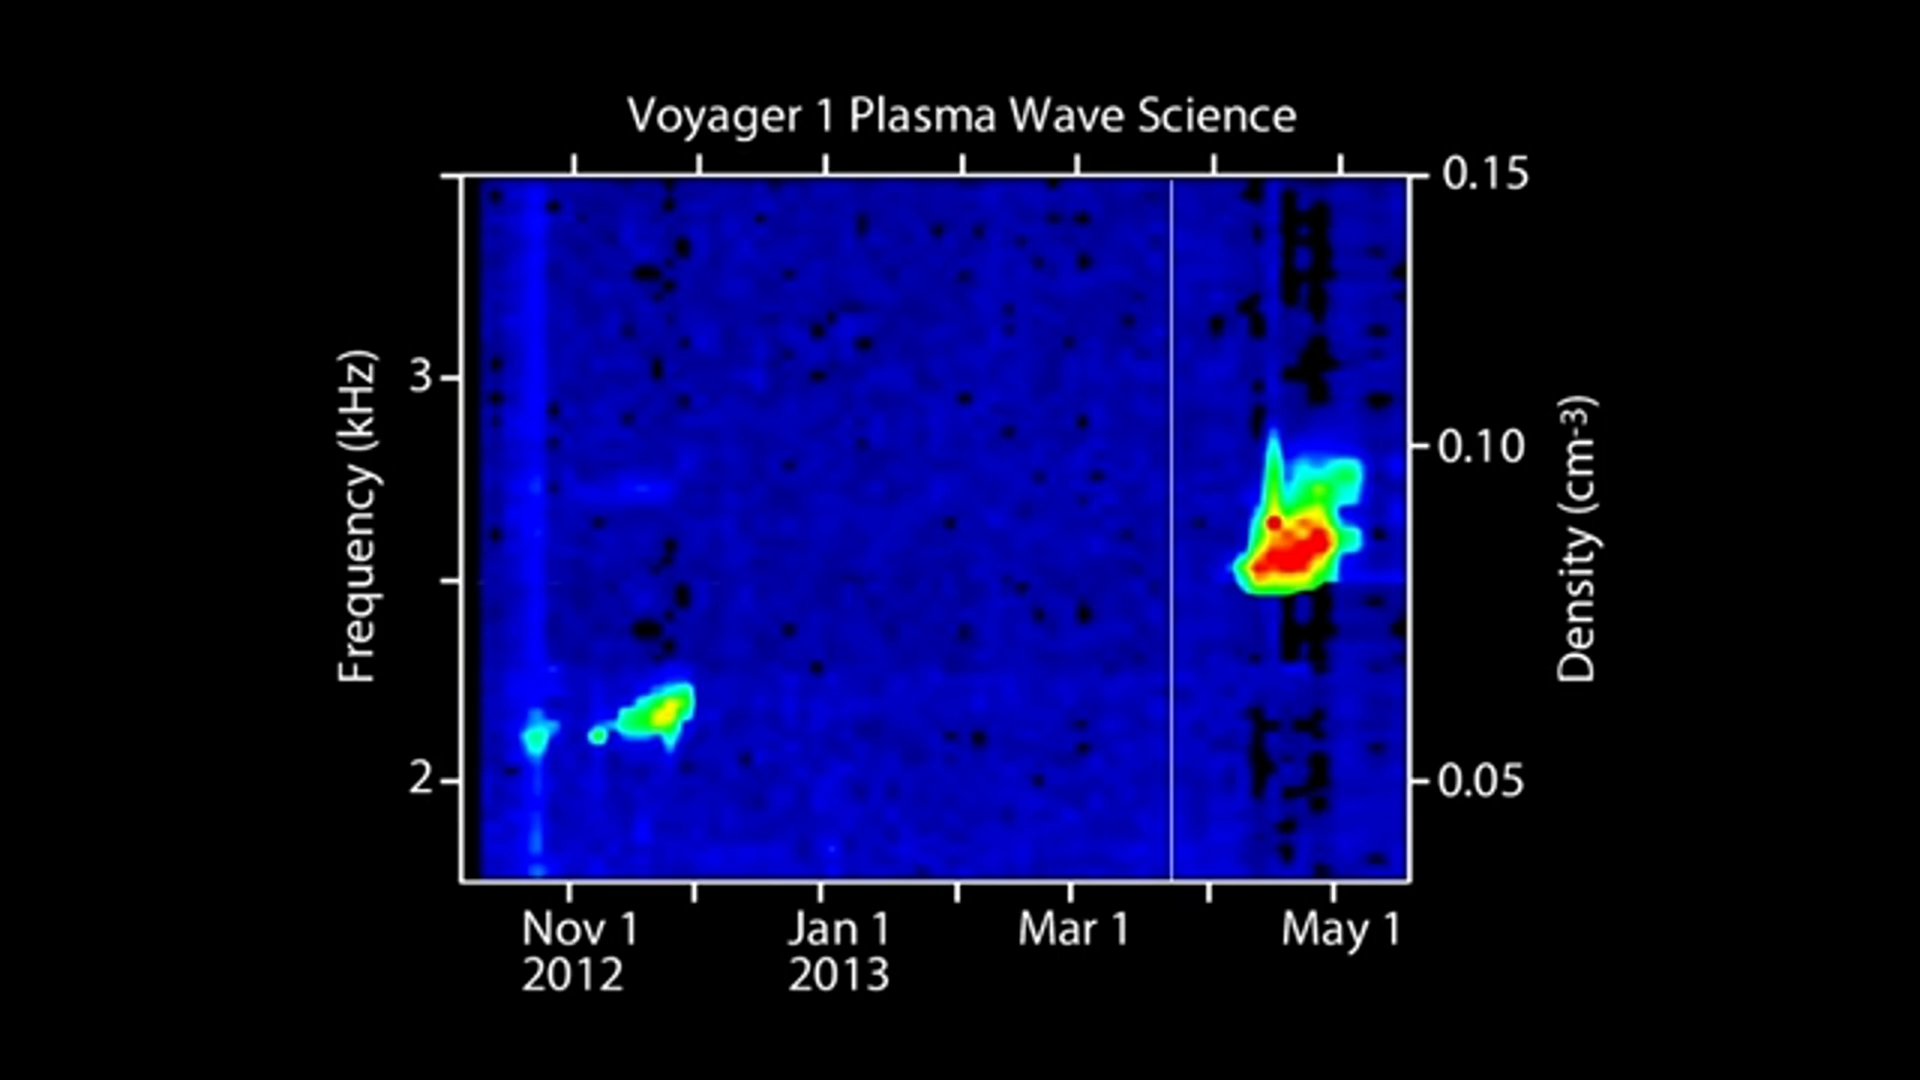 Voyager 1 Plasma Wave Science
0.15
3
0.10
2
0.05
Frequency (kHz)
Density (cm-3)
Nov 1 Jan 1 Mar 1 May 1
2012 2013